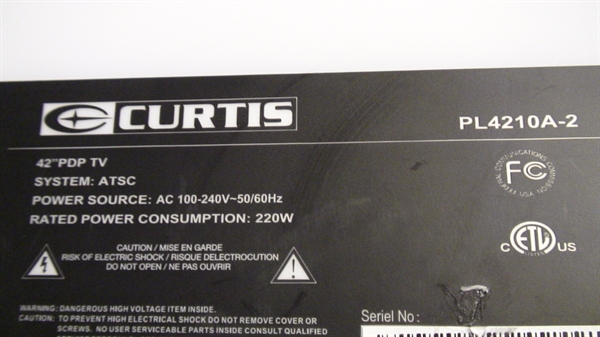 CURTIS
PL4210A-2
42"PDP TV
SYSTEM: ATSC
POWER SOURCE: AC 100-240V~50/60Hz
RATED POWER CONSUMPTION: 220W
FC
C ETL US
LISTED
CAUTION / MISE EN GARDE
RISK OF ELECTRIC SHOCK / RISQUE DELECTROCUTION
DO NOT OPEN / NE PAS OUVRIR
WARNING: DANGEROUS HIGH VOLTAGE ITEM INSIDE.
CAUTION: TO PREVENT HIGH ELECTRICAL SHOCK DO NOT REMOVE COVER OR
SCREWS. NO USER SERVICEABLE PARTS INSIDE CONSULT QUALIFIED
Serial No: